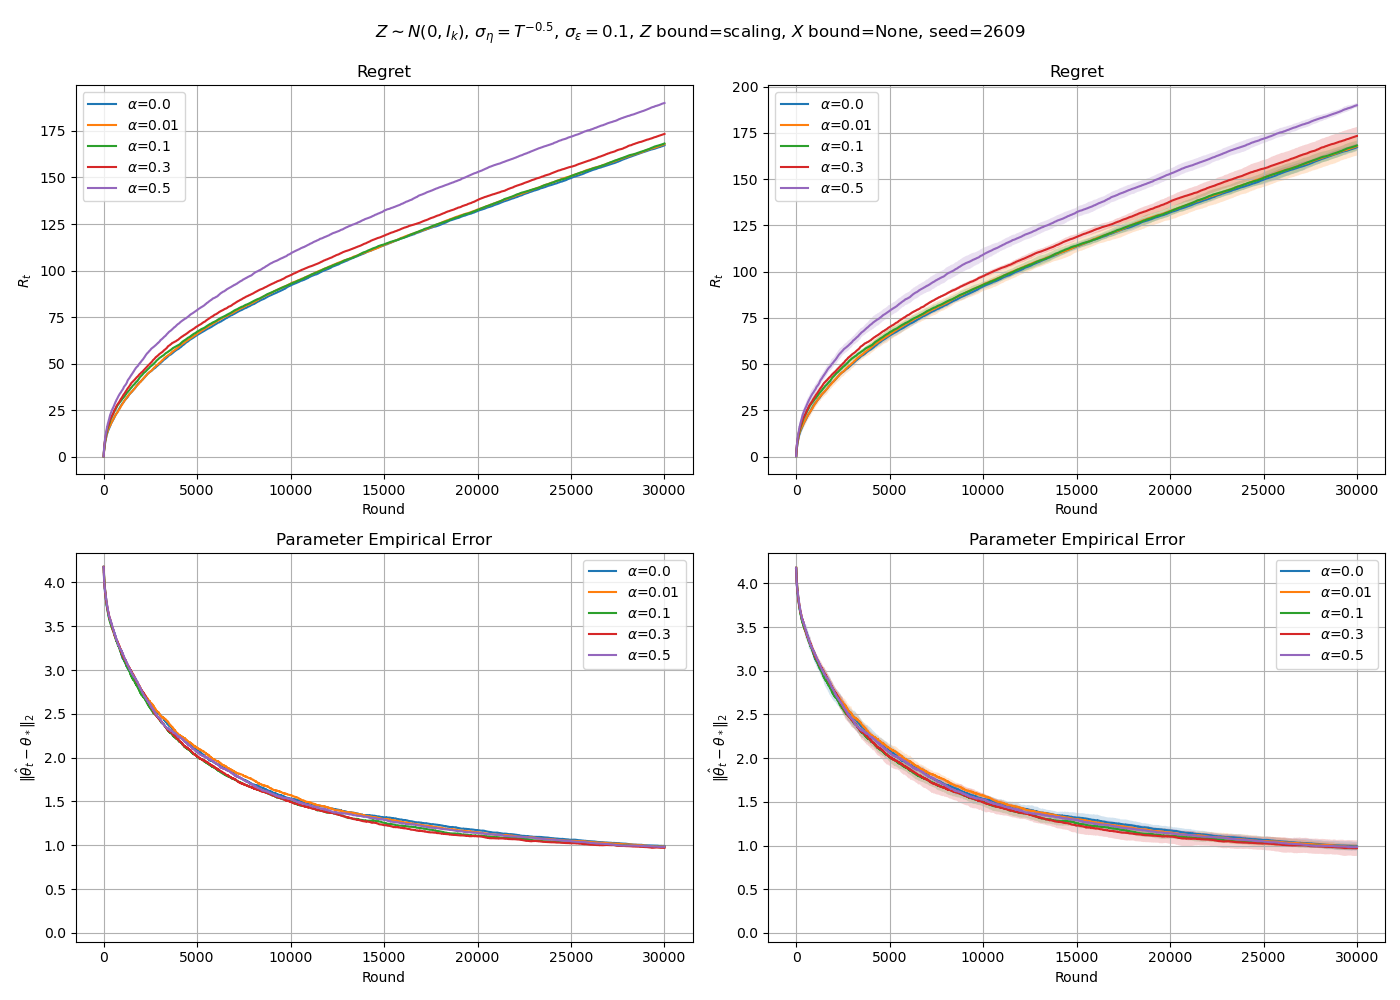 Z ~ N(0, I_k), σ_η = T^{-0.5}, σ_ε = 0.1, Z bound=scaling, X bound=None, seed=2609
Regret
α=0.0
α=0.01
α=0.1
α=0.3
α=0.5
R_t
175
150
125
100
75
50
25
0
0 5000 10000 15000 20000 25000 30000
Round
Regret
α=0.0
α=0.01
α=0.1
α=0.3
α=0.5
R_t
200
175
150
125
100
75
50
25
0
0 5000 10000 15000 20000 25000 30000
Round
Parameter Empirical Error
α=0.0
α=0.01
α=0.1
α=0.3
α=0.5
‖θ̂_t − θ_*‖₂
4.0
3.5
3.0
2.5
2.0
1.5
1.0
0.5
0.0
0 5000 10000 15000 20000 25000 30000
Round
Parameter Empirical Error
α=0.0
α=0.01
α=0.1
α=0.3
α=0.5
‖θ̂_t − θ_*‖₂
4.0
3.5
3.0
2.5
2.0
1.5
1.0
0.5
0.0
0 5000 10000 15000 20000 25000 30000
Round